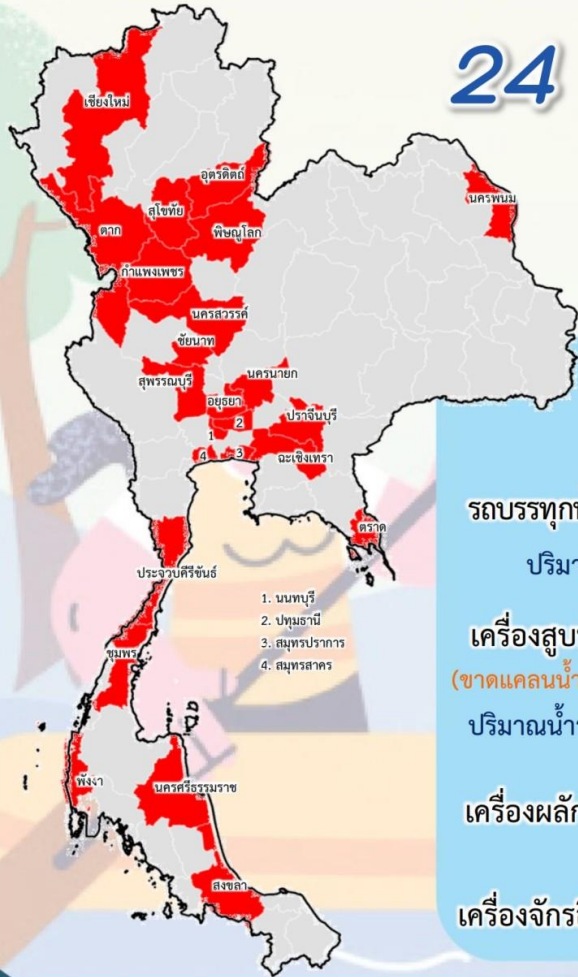 24
เชียงใหม่
อุตรดิตถ์
นครพนม
สุโขทัย
ตาก
พิษณุโลก
กำแพงเพชร
นครสวรรค์
ชัยนาท
สุพรรณบุรี
นครนายก
อยุธยา
ปราจีนบุรี
1
2
3
4
ฉะเชิงเทรา
ตราด
ประจวบคีรีขันธ์
1. นนทบุรี
2. ปทุมธานี
3. สมุทรปราการ
4. สมุทรสาคร
ชุมพร
พังงา
นครศรีธรรมราช
สงขลา
รถบรรทุก
ปริมา
เครื่องสูบ
(ขาดแคลนน้ำ
ปริมาณน้ำ
เครื่องผลัก
เครื่องจักร